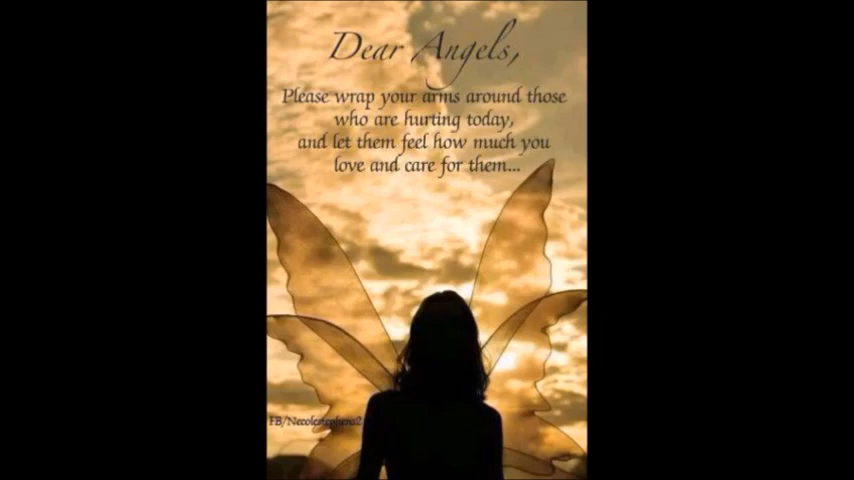 Dear Angels,
Please wrap your arms around those
who are hurting today,
and let them feel how much you
love and care for them...